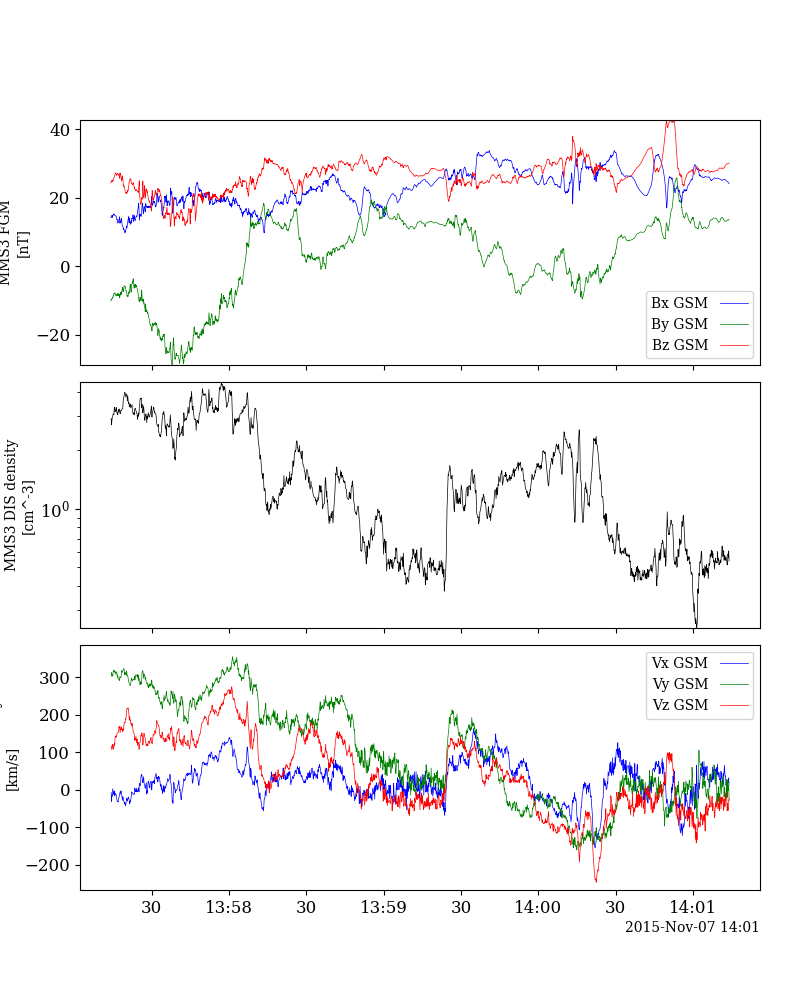 40
20
0
−20
MMS3 FGM
[nT]
Bx GSM
By GSM
Bz GSM
10^0
MMS3 DIS density
[cm^-3]
300
200
100
0
−100
−200
[km/s]
Vx GSM
Vy GSM
Vz GSM
30 13:58 30 13:59 30 14:00 30 14:01
2015-Nov-07 14:01